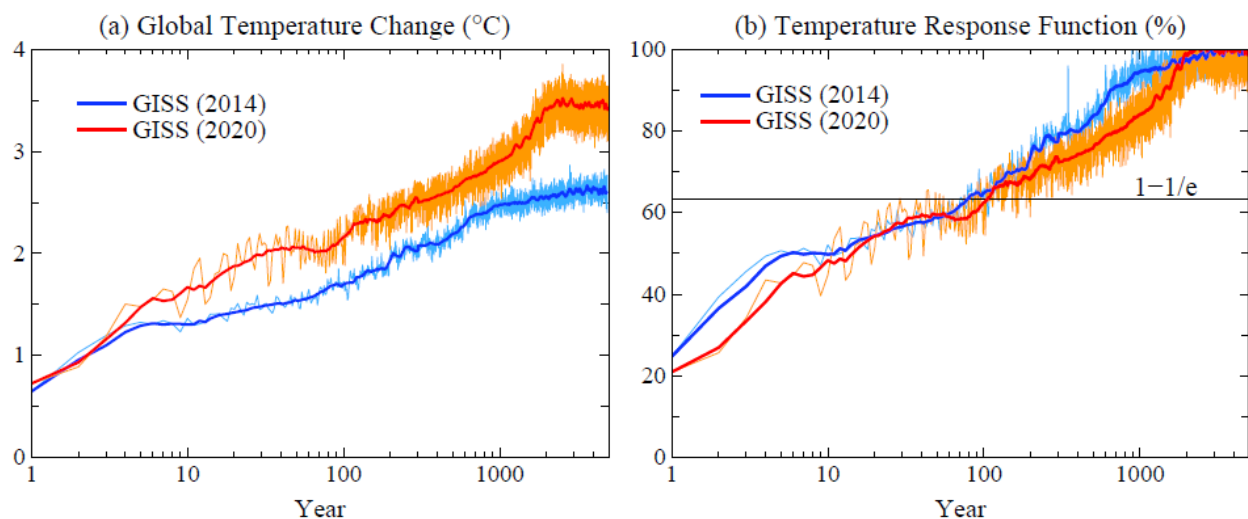 (a) Global Temperature Change (°C)
4
3
2
1
0
GISS (2014)
GISS (2020)
1
10
100
1000
Year
(b) Temperature Response Function (%)
100
80
60
40
20
0
GISS (2014)
GISS (2020)
1−1/e
1
10
100
1000
Year